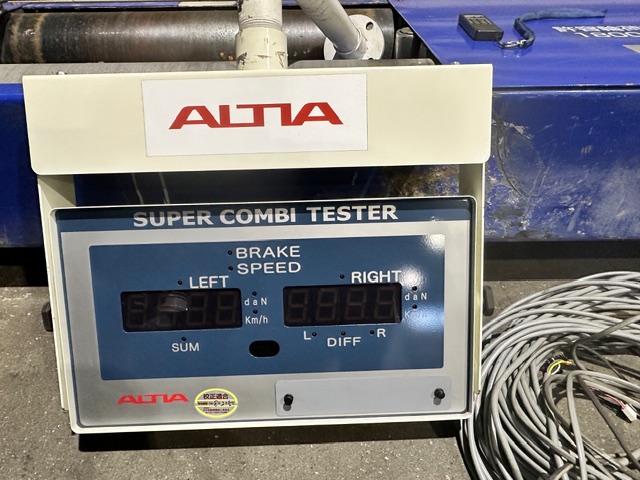 ALTIA
SUPER COMBI TESTER
BRAKE
SPEED
LEFT
RIGHT
daN
daN
Km/h
L
DIFF
R
SUM
ALTIA
校正適合